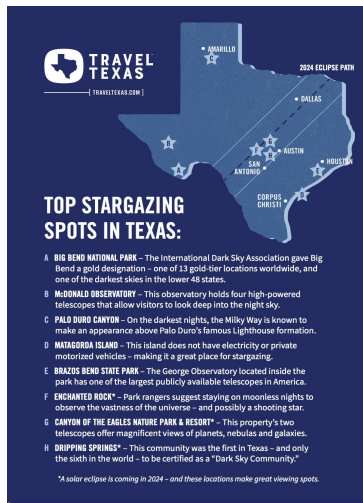 TRAVEL
TEXAS
[ TRAVELTEXAS.COM ]
2024 ECLIPSE PATH
AMARILLO
C
DALLAS
B
G
F
H
AUSTIN
A
SAN
ANTONIO
HOUSTON
E
CORPUS
CHRISTI
D
TOP STARGAZING
SPOTS IN TEXAS:
A BIG BEND NATIONAL PARK – The International Dark Sky Association gave Big
Bend a gold designation – one of 13 gold-tier locations worldwide, and
one of the darkest skies in the lower 48 states.
B McDONALD OBSERVATORY – This observatory holds four high-powered
telescopes that allow visitors to look deep into the night sky.
C PALO DURO CANYON – On the darkest nights, the Milky Way is known to
make an appearance above Palo Duro's famous Lighthouse formation.
D MATAGORDA ISLAND – This island does not have electricity or private
motorized vehicles – making it a great place for stargazing.
E BRAZOS BEND STATE PARK – The George Observatory located inside the
park has one of the largest publicly available telescopes in America.
F ENCHANTED ROCK* – Park rangers suggest staying on moonless nights to
observe the vastness of the universe – and possibly a shooting star.
G CANYON OF THE EAGLES NATURE PARK & RESORT* – This property's two
telescopes offer magnificent views of planets, nebulas and galaxies.
H DRIPPING SPRINGS* – This community was the first in Texas – and only
the sixth in the world – to be certified as a “Dark Sky Community.”
*A solar eclipse is coming in 2024 – and these locations make great viewing spots.